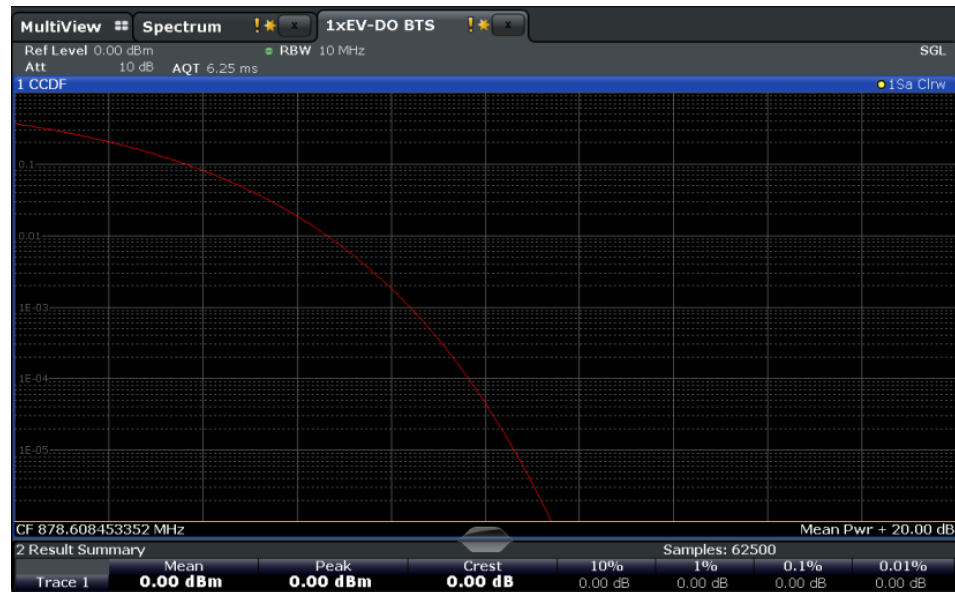 MultiView Spectrum ! x 1xEV-DO BTS ! x
Ref Level 0.00 dBm RBW 10 MHz SGL
Att 10 dB AQT 6.25 ms
1 CCDF 1Sa Clrw
0.1
0.01
1E-03
1E-04
1E-05
CF 878.608453352 MHz Mean Pwr + 20.00 dB
2 Result Summary Samples: 62500
Mean Peak Crest 10% 1% 0.1% 0.01%
Trace 1 0.00 dBm 0.00 dBm 0.00 dB 0.00 dB 0.00 dB 0.00 dB 0.00 dB